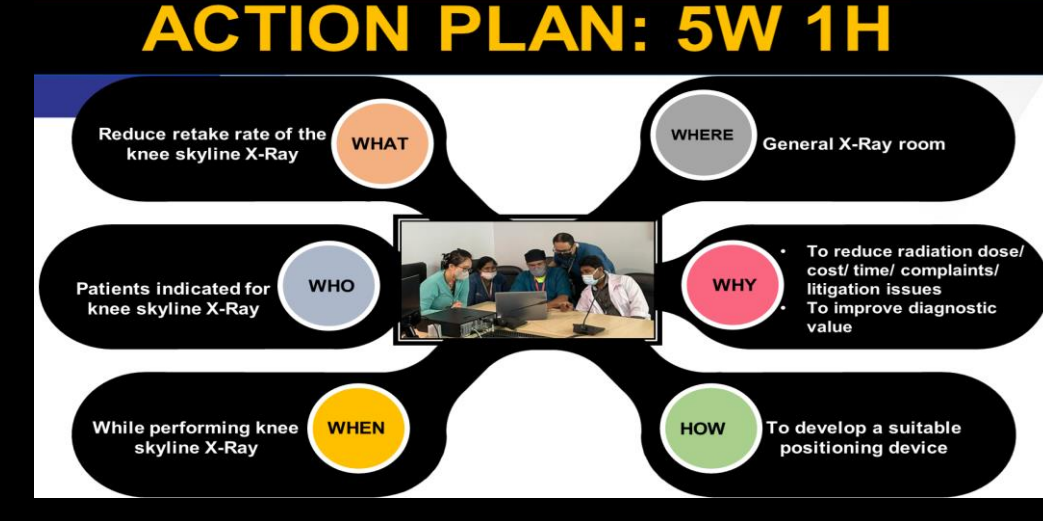 ACTION PLAN: 5W 1H
Reduce retake rate of the
knee skyline X-Ray
WHAT
WHERE
General X-Ray room
Patients indicated for
knee skyline X-Ray
WHO
WHY
• To reduce radiation dose/
cost/ time/ complaints/
litigation issues
• To improve diagnostic
value
While performing knee
skyline X-Ray
WHEN
HOW
To develop a suitable
positioning device